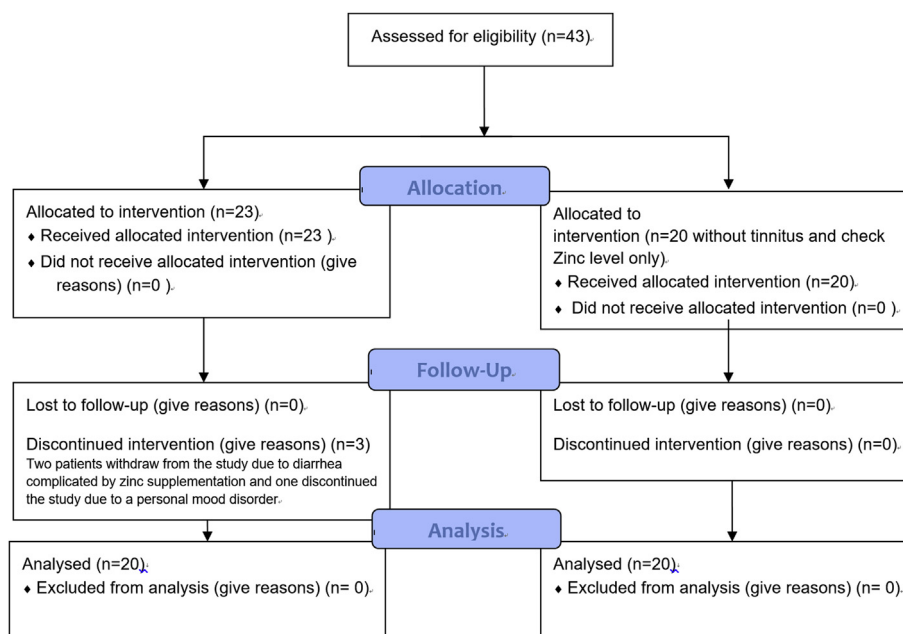 Assessed for eligibility (n=43)
Allocation
Allocated to intervention (n=23)
♦ Received allocated intervention (n=23 )
♦ Did not receive allocated intervention (give
reasons) (n=0 )
Allocated to
intervention (n=20 without tinnitus and check
Zinc level only)
♦ Received allocated intervention (n=20)
♦ Did not receive allocated intervention (n=0 )
Follow-Up
Lost to follow-up (give reasons) (n=0)
Discontinued intervention (give reasons) (n=3)
Two patients withdraw from the study due to diarrhea
complicated by zinc supplementation and one discontinued
the study due to a personal mood disorder
Lost to follow-up (give reasons) (n=0)
Discontinued intervention (give reasons) (n=0)
Analysis
Analysed (n=20)
♦ Excluded from analysis (give reasons) (n= 0)
Analysed (n=20)
♦ Excluded from analysis (give reasons) (n= 0)